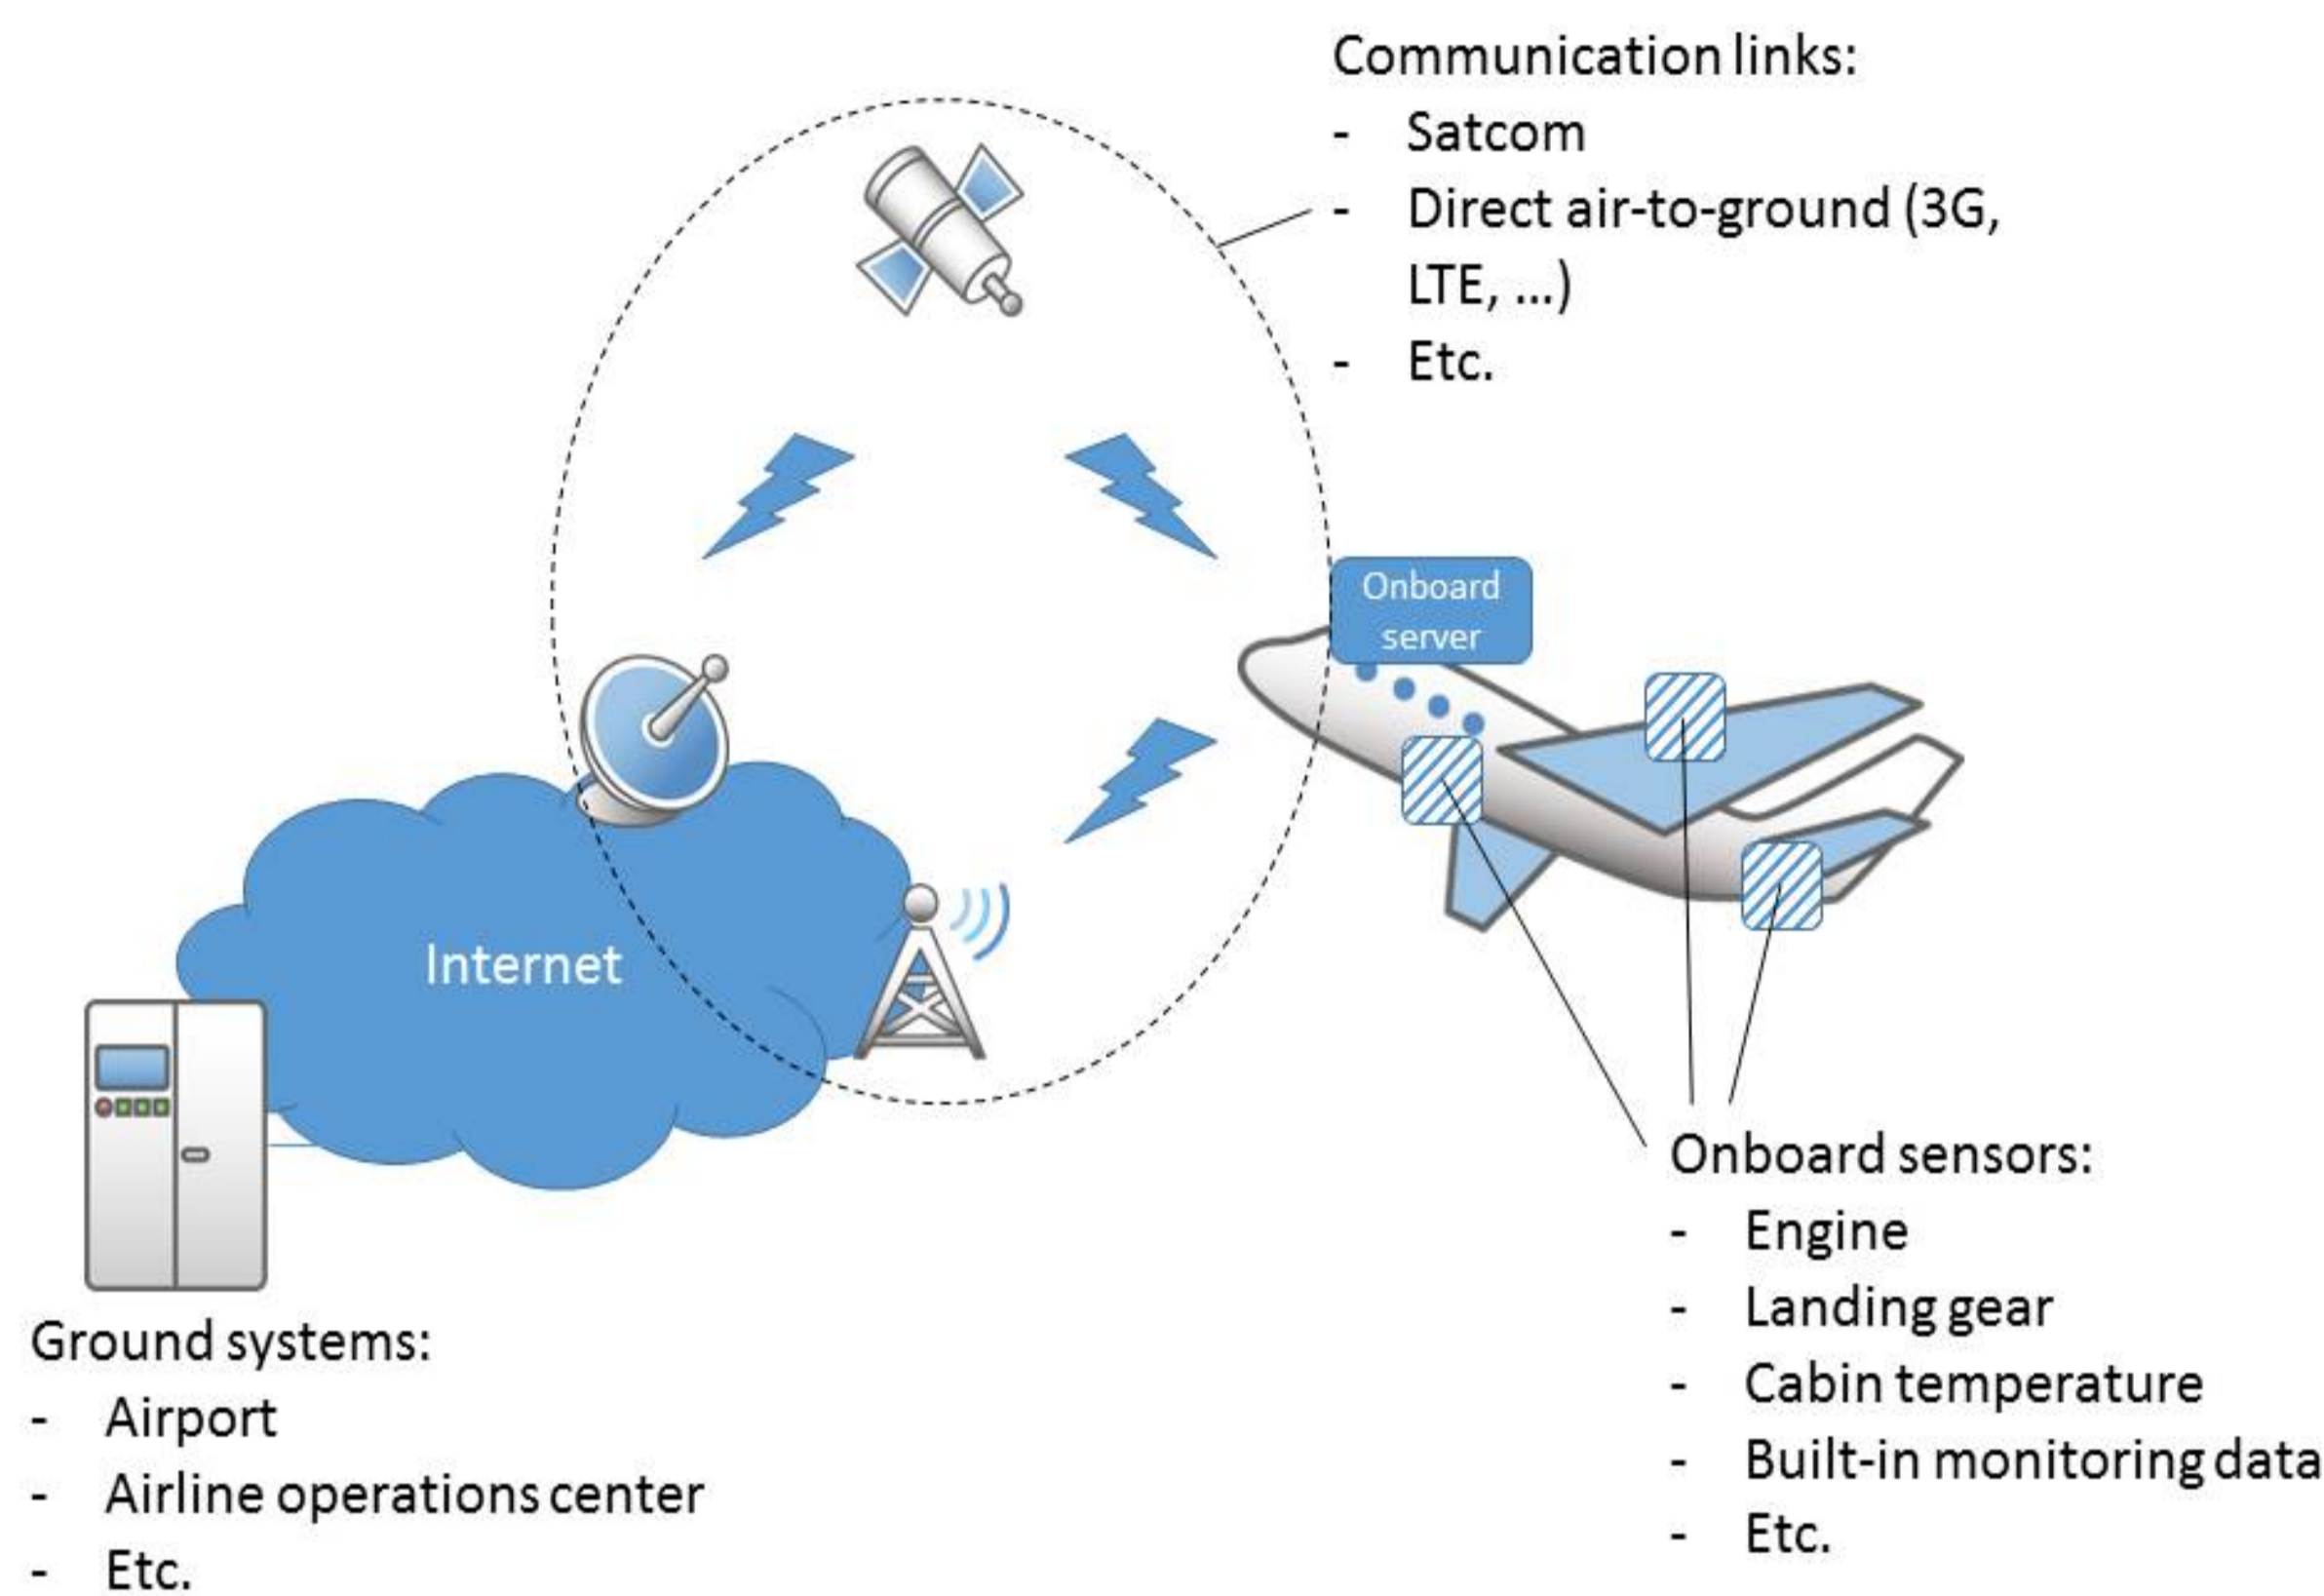 Communication links:
- Satcom
- Direct air-to-ground (3G,
LTE, ...)
- Etc.
Onboard
server
Internet
Onboard sensors:
- Engine
- Landing gear
- Cabin temperature
- Built-in monitoring data
- Etc.
Ground systems:
- Airport
- Airline operations center
- Etc.